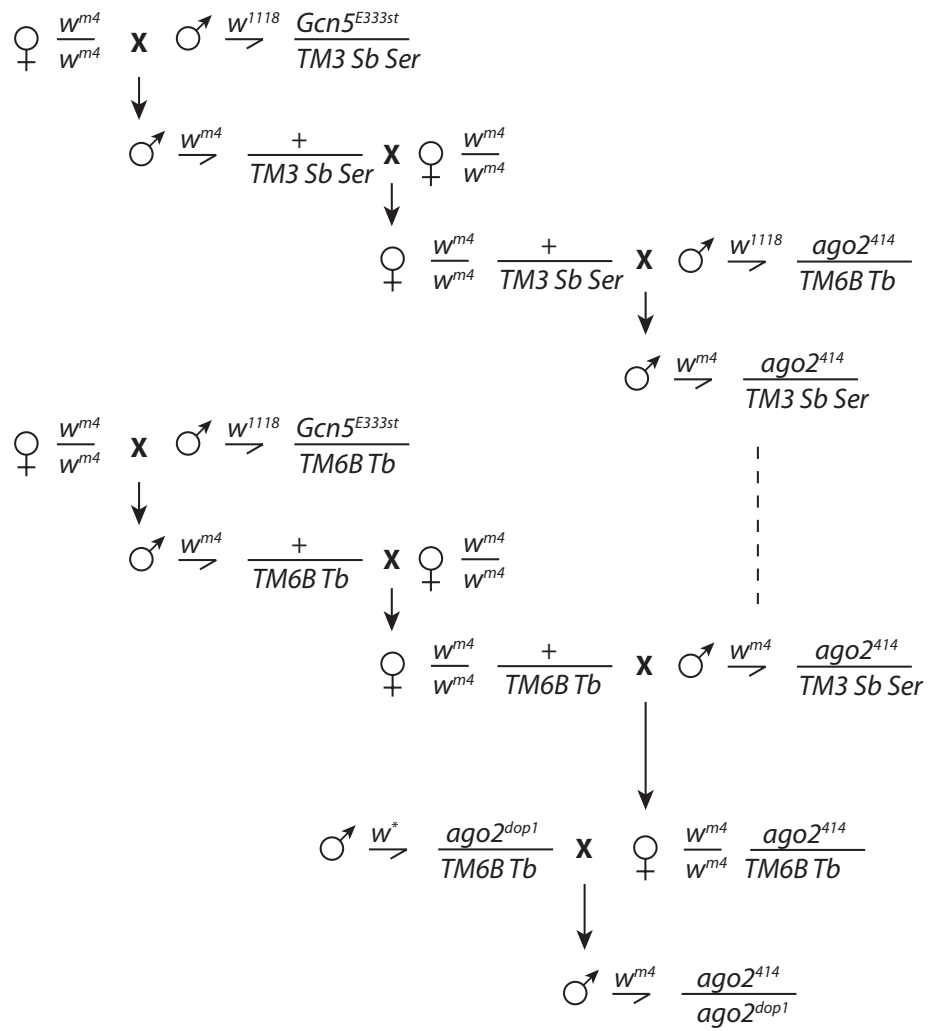 ♀ w^m4/w^m4 X ♂ w^1118 Gcn5^E333st/TM3 Sb Ser
♂ w^m4 +/TM3 Sb Ser X ♀ w^m4/w^m4
♀ w^m4/w^m4 +/TM3 Sb Ser X ♂ w^1118 ago2^414/TM6B Tb
♂ w^m4 ago2^414/TM3 Sb Ser
♀ w^m4/w^m4 X ♂ w^1118 Gcn5^E333st/TM6B Tb
♂ w^m4 +/TM6B Tb X ♀ w^m4/w^m4
♀ w^m4/w^m4 +/TM6B Tb X ♂ w^m4 ago2^414/TM3 Sb Ser
♂ w^* ago2^dop1/TM6B Tb X ♀ w^m4/w^m4 ago2^414/TM6B Tb
♂ w^m4 ago2^414/ago2^dop1